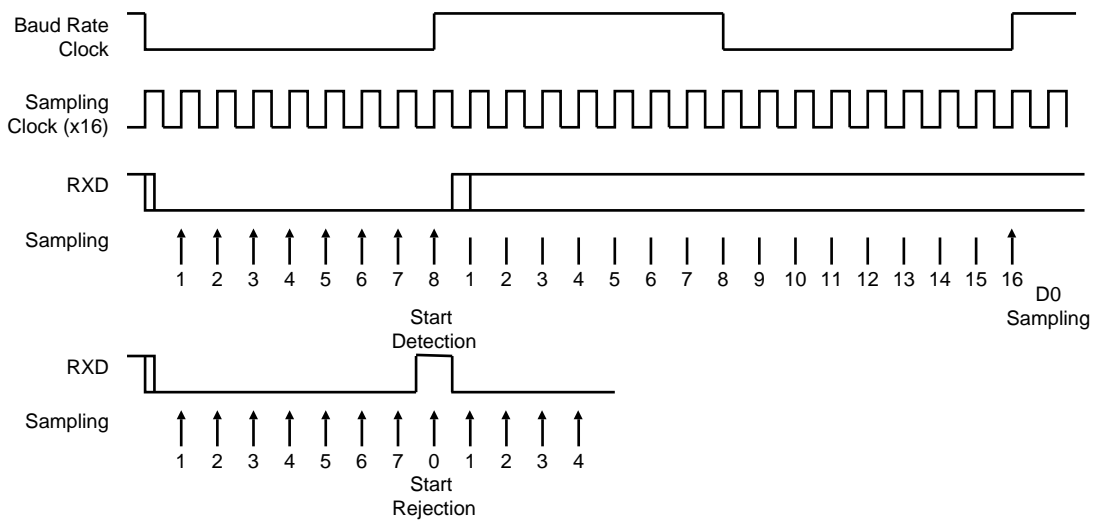 Baud Rate
Clock
Sampling
Clock (x16)
RXD
Sampling
1 2 3 4 5 6 7 8 1 2 3 4 5 6 7 8 9 10 11 12 13 14 15 16
D0
Sampling
Start
Detection
RXD
Sampling
1 2 3 4 5 6 7 0 1 2 3 4
Start
Rejection